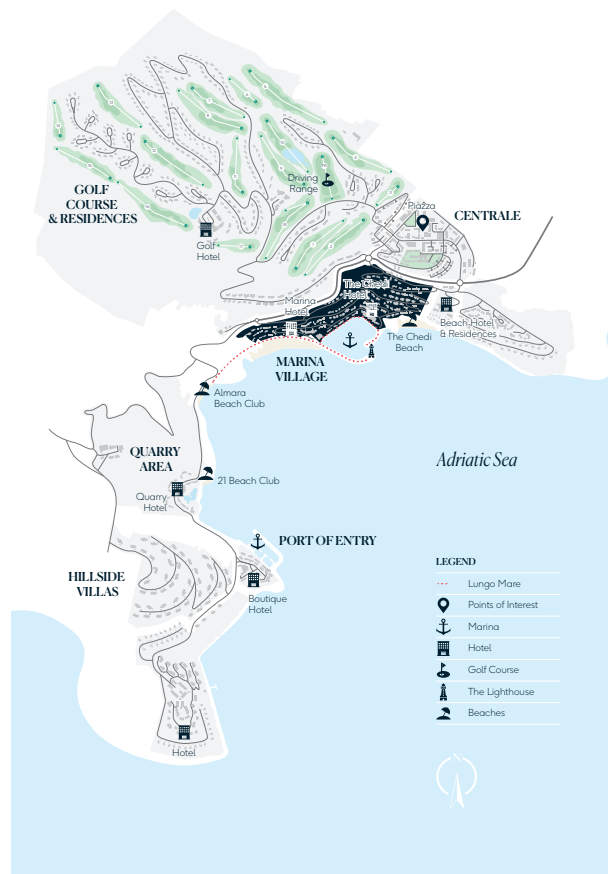 GOLF
COURSE
& RESIDENCES
Driving
Range
Piazza
CENTRALE
Golf
Hotel
The Chedi
Hotel
Marina
Hotel
Beach Hotel
& Residences
The Chedi
Beach
MARINA
VILLAGE
Almara
Beach Club
QUARRY
AREA
Adriatic Sea
21 Beach Club
Quarry
Hotel
PORT OF ENTRY
HILLSIDE
VILLAS
Boutique
Hotel
Hotel
LEGEND
Lungo Mare
Points of Interest
Marina
Hotel
Golf Course
The Lighthouse
Beaches
N